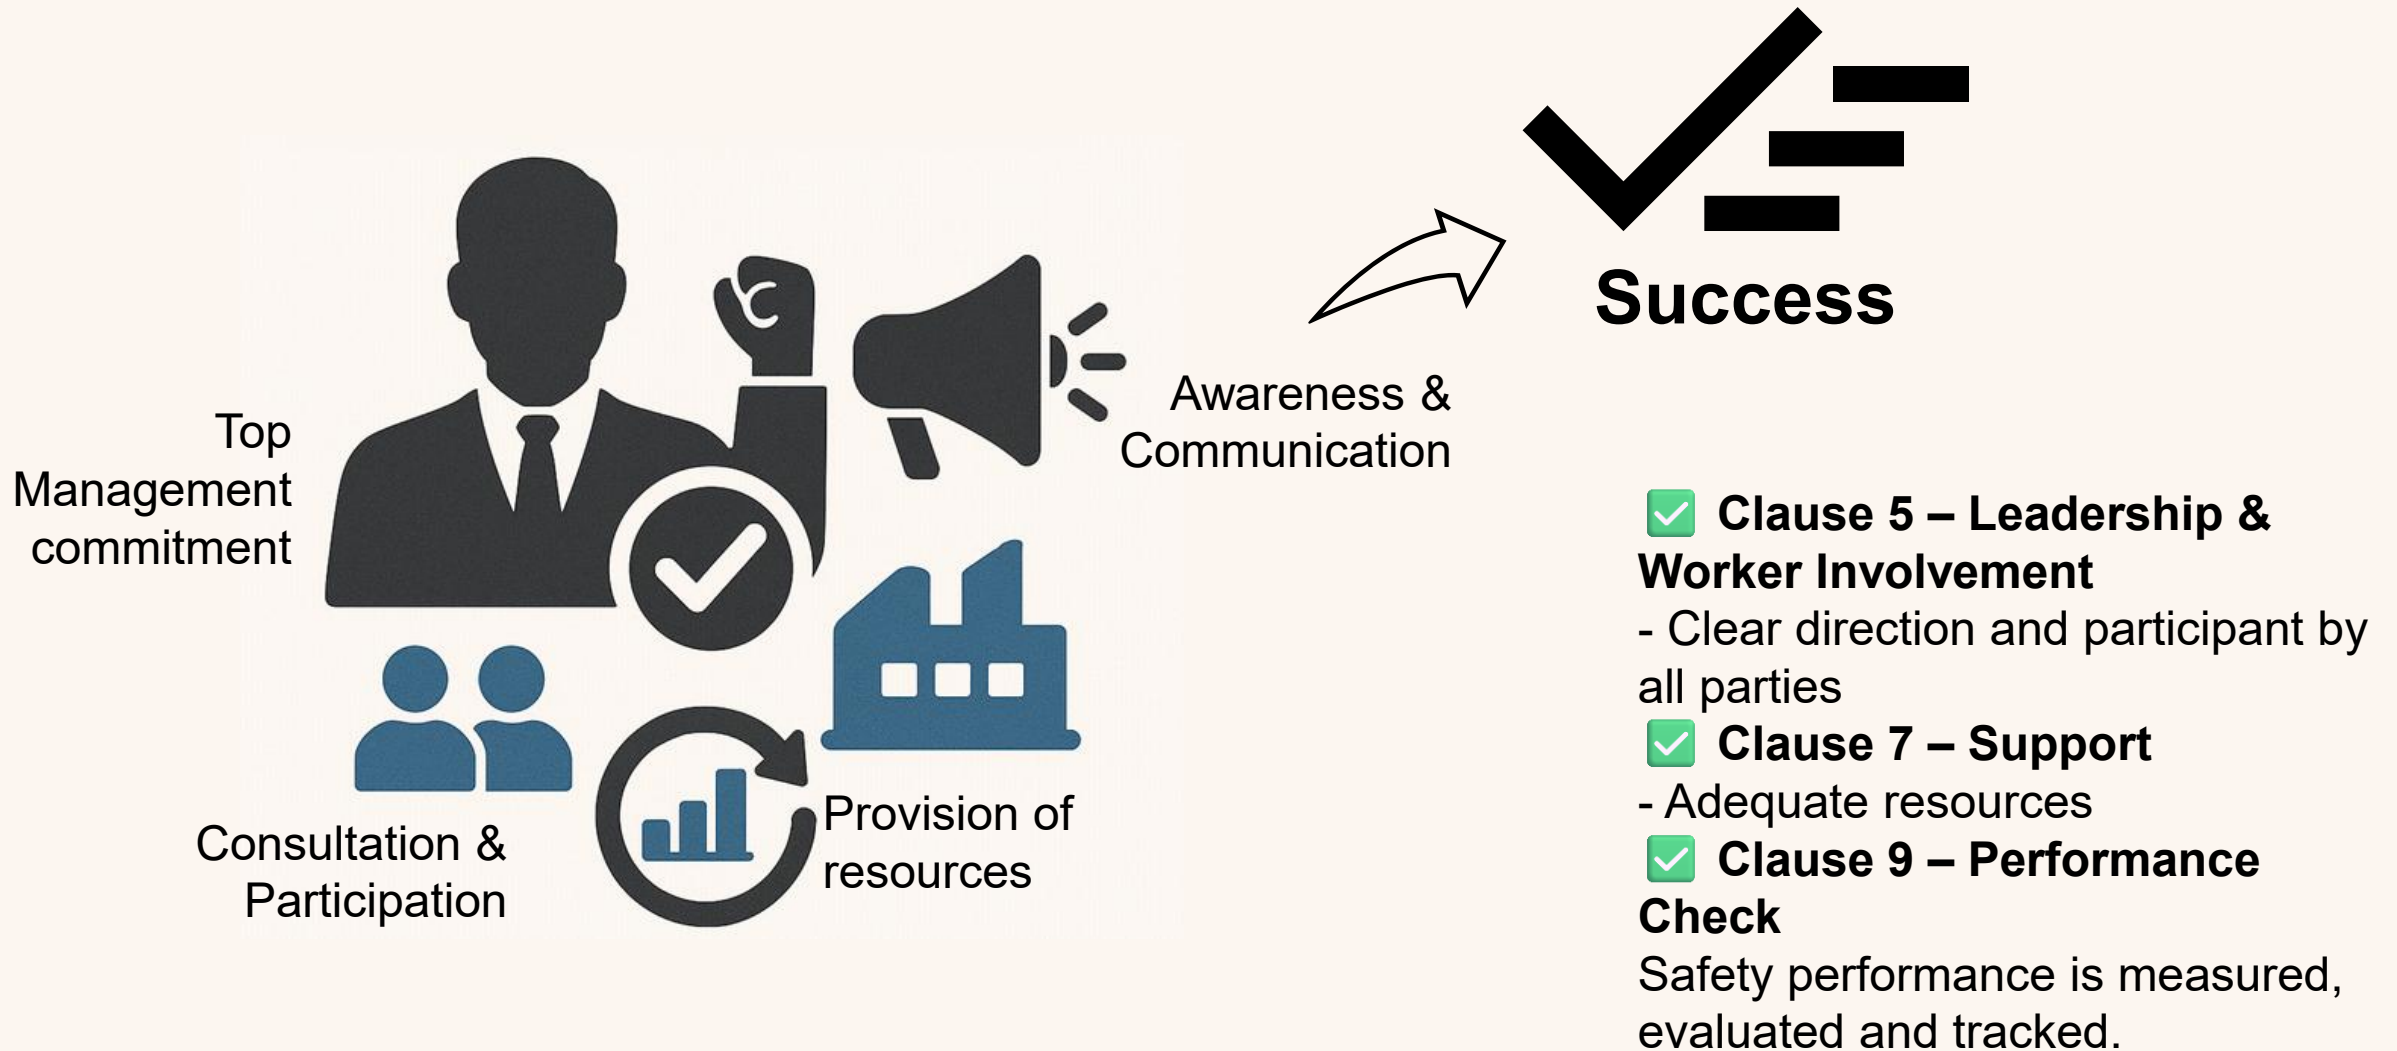 Success
Top
Management
commitment
Awareness &
Communication
Consultation &
Participation
Provision of
resources
✅ Clause 5 – Leadership &
Worker Involvement
- Clear direction and participant by
all parties
✅ Clause 7 – Support
- Adequate resources
✅ Clause 9 – Performance
Check
Safety performance is measured,
evaluated and tracked.